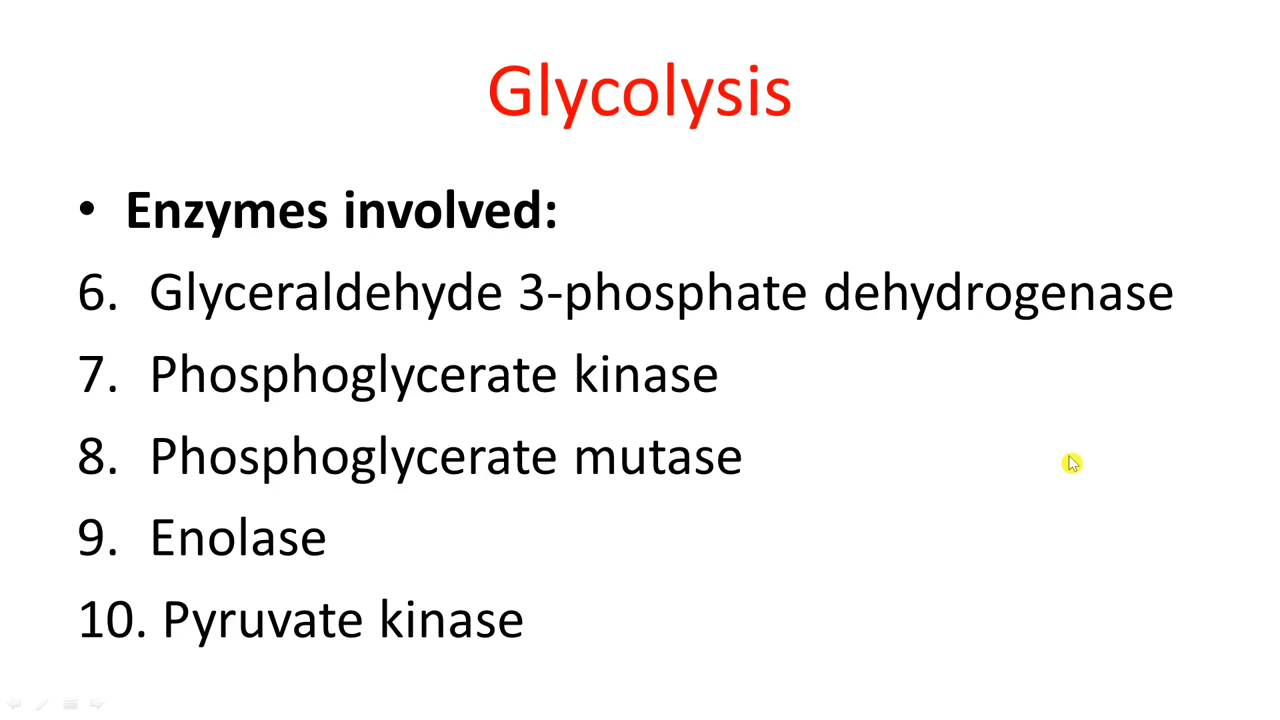 Glycolysis
• Enzymes involved:
6. Glyceraldehyde 3-phosphate dehydrogenase
7. Phosphoglycerate kinase
8. Phosphoglycerate mutase
9. Enolase
10. Pyruvate kinase